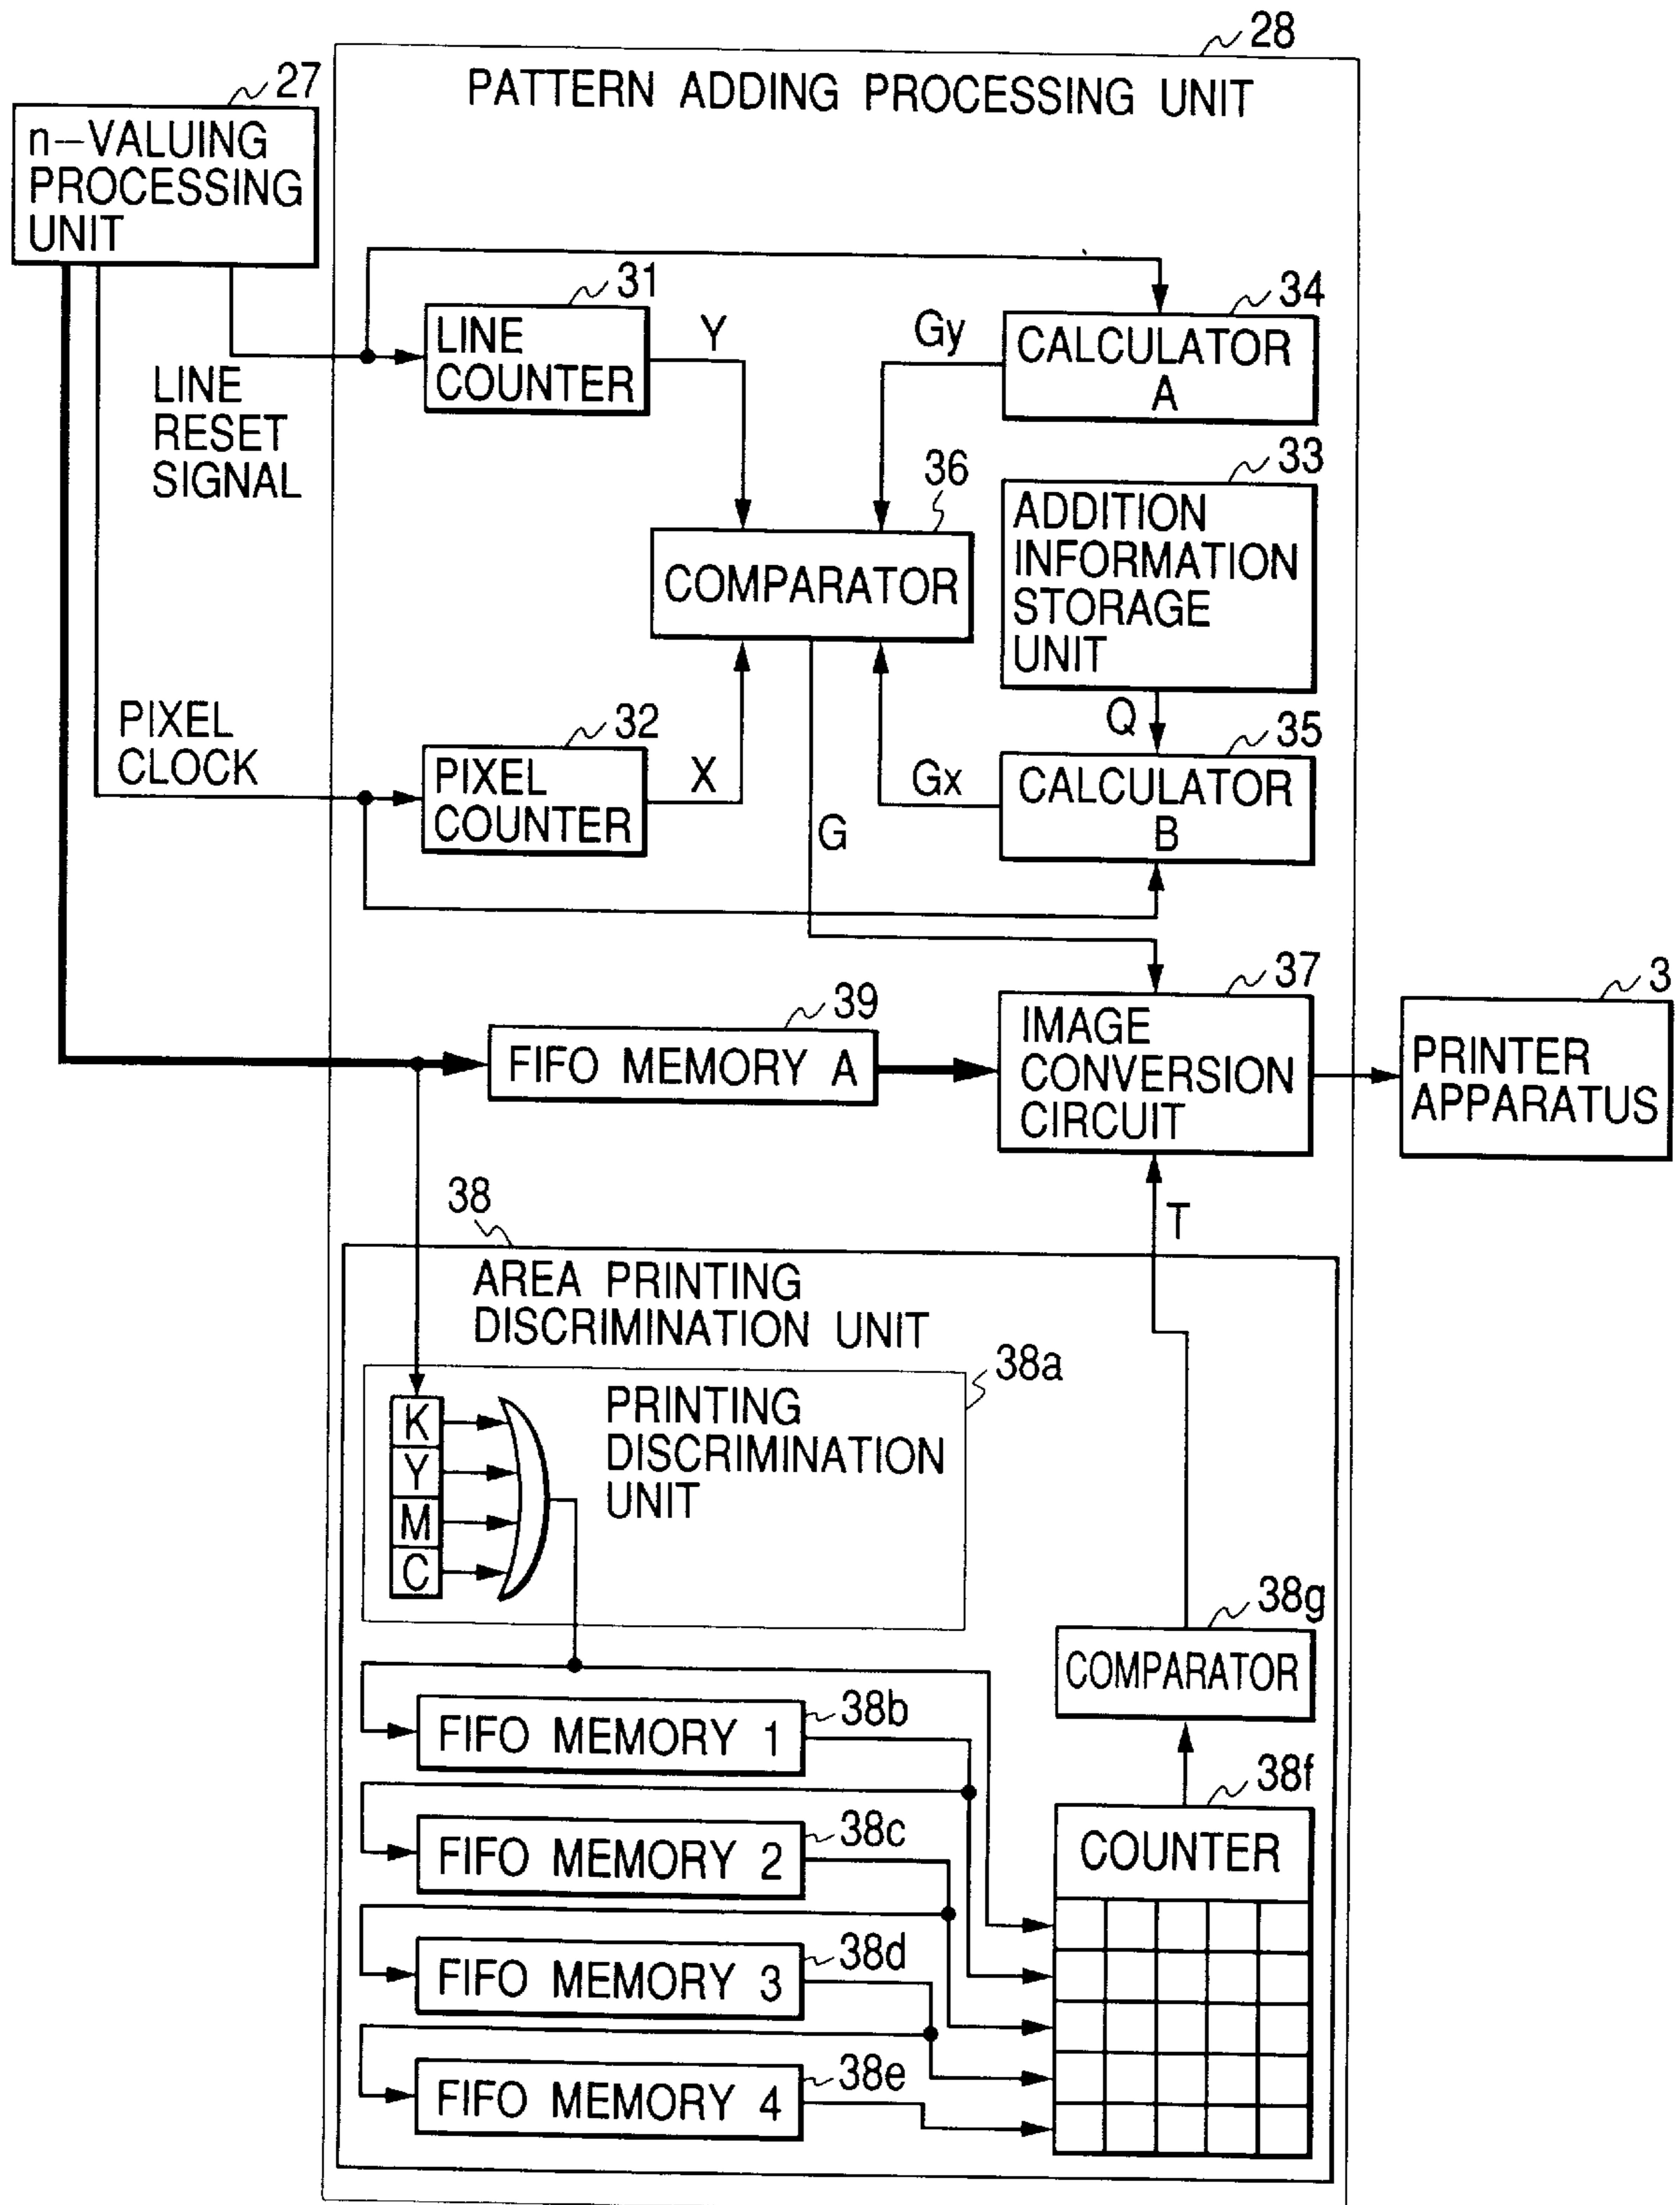 28
PATTERN ADDING PROCESSING UNIT
27
n-VALUING
PROCESSING
UNIT
31
LINE
COUNTER
Y
Gy
34
CALCULATOR
A
LINE
RESET
SIGNAL
36
COMPARATOR
33
ADDITION
INFORMATION
STORAGE
UNIT
Q
PIXEL
CLOCK
32
PIXEL
COUNTER
X
Gx
35
CALCULATOR
B
G
39
FIFO MEMORY A
37
IMAGE
CONVERSION
CIRCUIT
3
PRINTER
APPARATUS
T
38
AREA PRINTING
DISCRIMINATION UNIT
38a
PRINTING
DISCRIMINATION
UNIT
K
Y
M
C
38g
COMPARATOR
38b
FIFO MEMORY 1
38f
COUNTER
38c
FIFO MEMORY 2
38d
FIFO MEMORY 3
38e
FIFO MEMORY 4